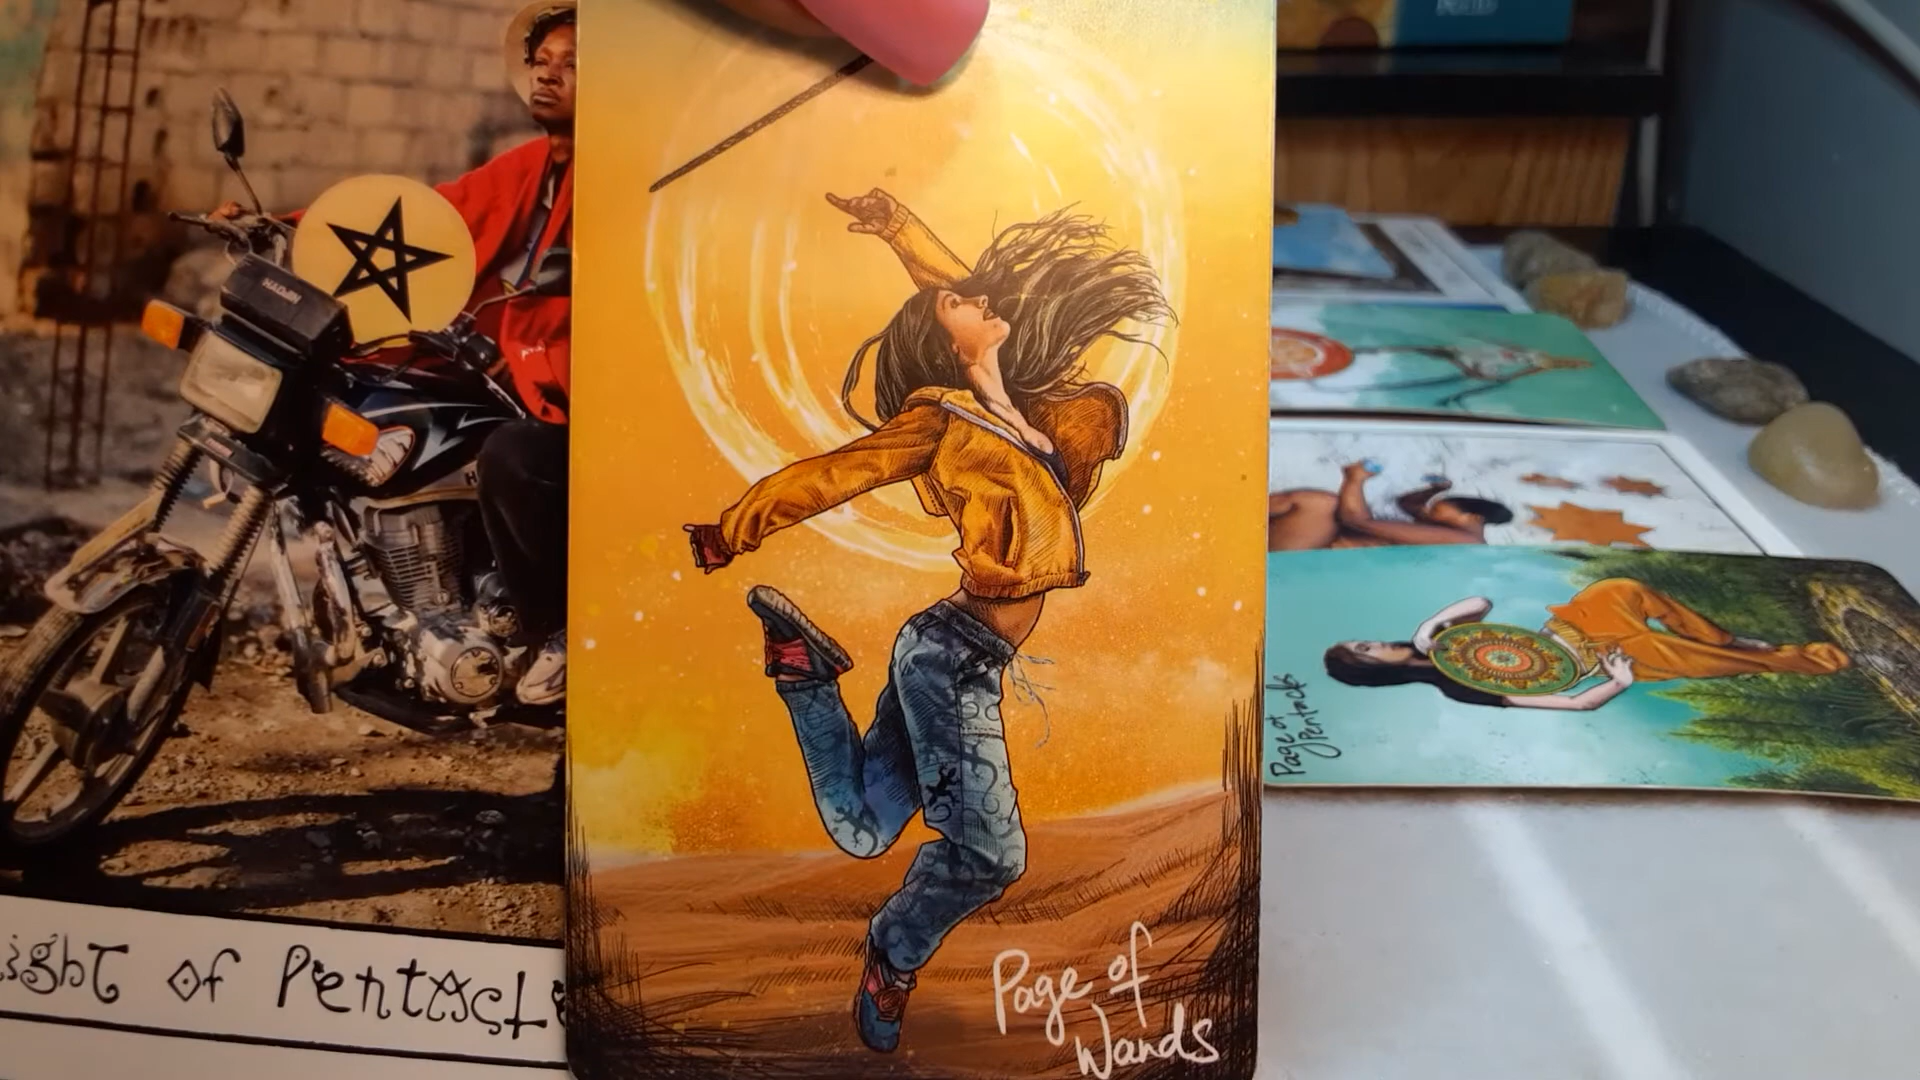 ight of Pentacle
Page of
Wands
Page of
Pentacles